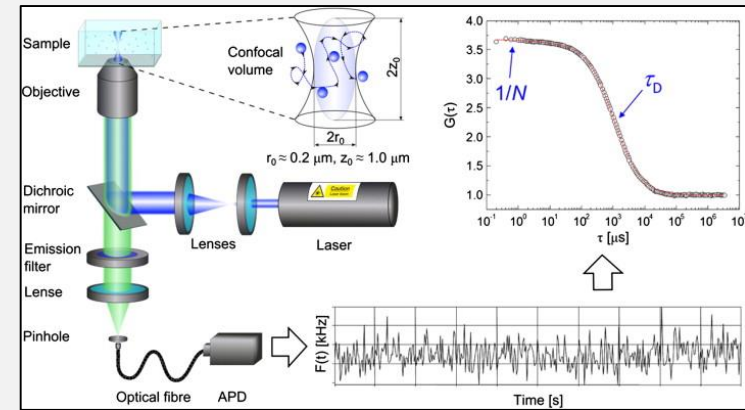 Sample
Objective
Dichroic
mirror
Emission
filter
Lense
Pinhole
Optical fibre
APD
Lenses
Laser
Caution
Confocal
volume
2z₀
2r₀
r₀ ≈ 0.2 μm, z₀ ≈ 1.0 μm
G(τ)
4.0
3.5
3.0
2.5
2.0
1.5
1.0
1/N
τD
10⁻¹ 10⁰ 10¹ 10² 10³ 10⁴ 10⁵ 10⁶ 10⁷
τ [μs]
F(t) [kHz]
Time [s]